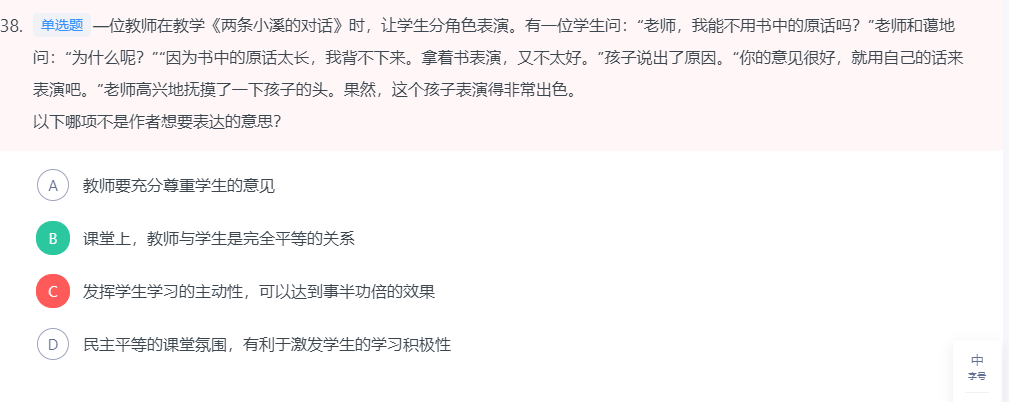 38. 单选题 一位教师在教学《两条小溪的对话》时，让学生分角色表演。有一位学生问：“老师，我能不用书中的原话吗？”老师和蔼地
问：“为什么呢？”“因为书中的原话太长，我背不下来。拿着书表演，又不太好。”孩子说出了原因。“你的意见很好，就用自己的话来
表演吧。”老师高兴地抚摸了一下孩子的头。果然，这个孩子表演得非常出色。
以下哪项不是作者想要表达的意思？
A 教师要充分尊重学生的意见
B 课堂上，教师与学生是完全平等的关系
C 发挥学生学习的主动性，可以达到事半功倍的效果
D 民主平等的课堂氛围，有利于激发学生的学习积极性
中
字号